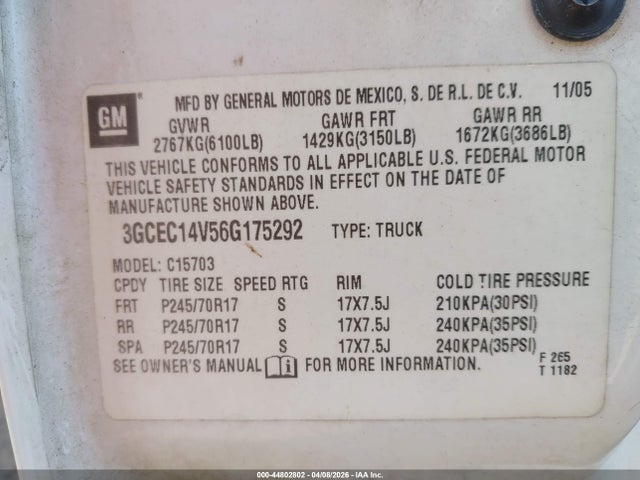 GM
MFD BY GENERAL MOTORS DE MEXICO, S. DE R.L. DE C.V. 11/05
GVWR GAWR FRT GAWR RR
2767KG(6100LB) 1429KG(3150LB) 1672KG(3686LB)
THIS VEHICLE CONFORMS TO ALL APPLICABLE U.S. FEDERAL MOTOR
VEHICLE SAFETY STANDARDS IN EFFECT ON THE DATE OF
MANUFACTURE SHOWN ABOVE.
3GCEC14V56G175292 TYPE: TRUCK
MODEL: C15703
CPDY TIRE SIZE SPEED RTG RIM COLD TIRE PRESSURE
FRT P245/70R17 S 17X7.5J 210KPA(30PSI)
RR P245/70R17 S 17X7.5J 240KPA(35PSI)
SPA P245/70R17 S 17X7.5J 240KPA(35PSI)
SEE OWNER'S MANUAL FOR MORE INFORMATION.
F 265
T 1182
000-44802802 - 04/08/2026 - IAA Inc.